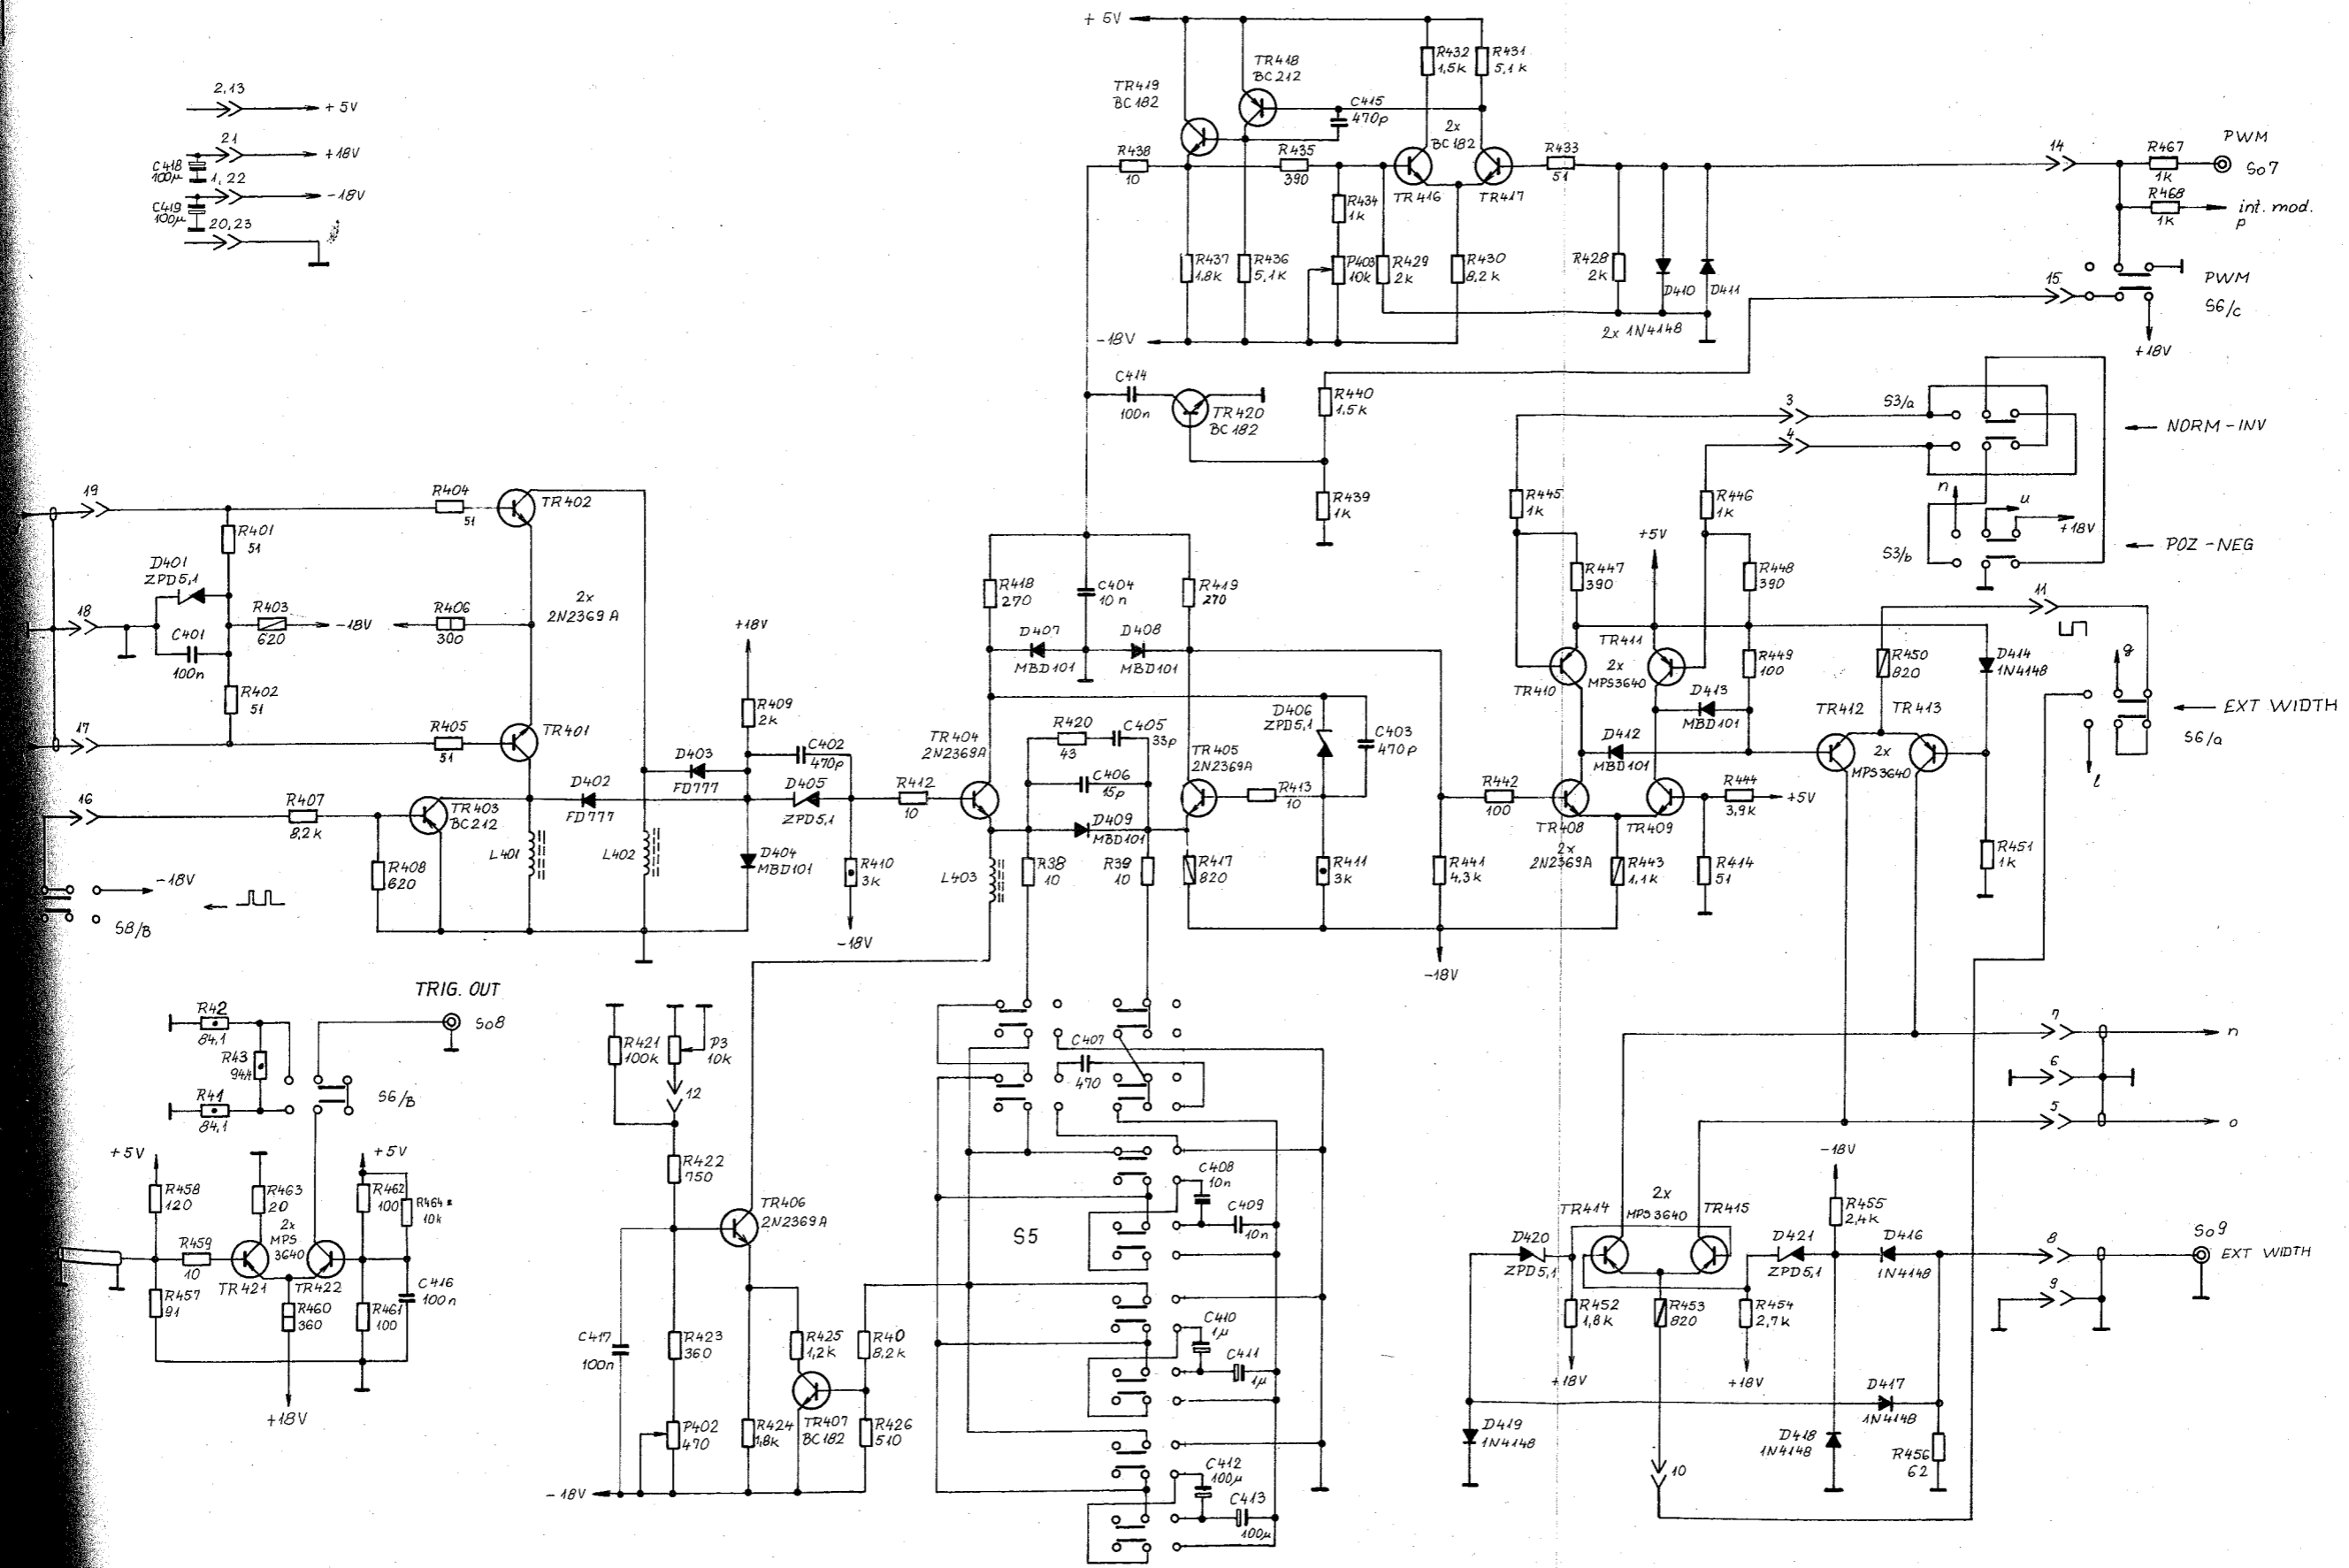 + 5V
R432
1,5k
R431
5,1k
TR418
BC212
TR419
BC182
C415
470p
2x
BC182
R438
10
R435
390
R433
51
TR416
TR417
14
R467
1k
PWM
So7
R468
1k
int. mod.
p
2,13
+ 5V
21
+18V
C418
100µ
1,22
-18V
C419
100µ
20,23
R434
1k
R437
1,8k
R436
5,1k
P403
10k
R429
2k
R430
8,2k
R428
2k
D410
D411
2x 1N4148
-18V
15
PWM
S6/c
+18V
C414
100n
TR420
BC182
R440
1,5k
R439
1k
3
S3/a
4
NORM-INV
n
u
+18V
S3/b
POZ-NEG
19
R404
51
TR402
R401
51
D401
ZPD5,1
18
R403
620
-18V
R406
300
2x
2N2369A
C401
100n
R402
51
17
R405
51
TR401
R445
1k
R446
1k
+5V
R447
390
R448
390
R418
270
C404
10n
R419
270
D407
MBD101
D408
MBD101
TR411
2x
MPS3640
TR410
R449
100
D413
MBD101
D412
MBD101
11
R450
820
D414
1N4148
TR412
TR413
2x
MPS3640
g
l
EXT WIDTH
S6/a
+18V
R409
2k
D403
FD777
C402
470p
D402
FD777
D405
ZPD5,1
R412
10
TR404
2N2369A
R420
43
C405
33p
C406
15p
TR405
2N2369A
D406
ZPD5,1
C403
470p
R413
10
D409
MBD101
16
R407
8,2k
TR403
BC212
R408
620
L401
L402
D404
MBD101
R410
3k
-18V
L403
R38
10
R39
10
R417
820
R411
3k
R441
4,3k
R442
100
TR408
TR409
2x
2N2369A
R443
1,1k
R444
3,9k
+5V
R414
51
R451
1k
-18V
-18V
S8/B
TRIG. OUT
So8
R42
84,1
R43
R41
84,1
S6/B
R421
100k
P3
10k
12
R422
750
C407
470
7
n
6
5
o
+5V
R458
120
R463
20
2x
MPS
3640
+5V
R462
100
R464*
10k
R459
10
TR421
TR422
R457
91
R460
360
R461
100
C416
100n
+18V
TR406
2N2369A
C417
100n
R423
360
R425
1,2k
R40
8,2k
P402
470
R424
1,8k
TR407
BC182
R426
510
-18V
S5
C408
10n
C409
10n
C410
1µ
C411
1µ
C412
100µ
C413
100µ
-18V
TR414
2x
MPS3640
TR415
R455
2,4k
D420
ZPD5,1
D421
ZPD5,1
D416
1N4148
8
So9
EXT WIDTH
9
R452
1,8k
R453
820
R454
2,7k
+18V
+18V
D417
1N4148
D419
1N4148
D418
1N4148
R456
62
10